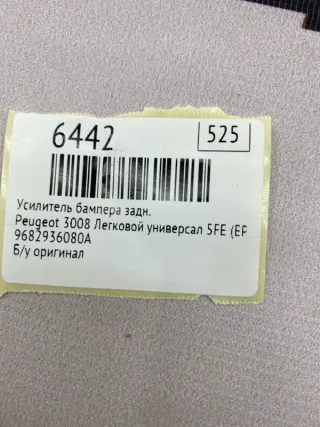 6442
525
Усилитель бампера задн.
Peugeot 3008 Легковой универсал 5FE (EP
9682936080A
Б/у оригинал